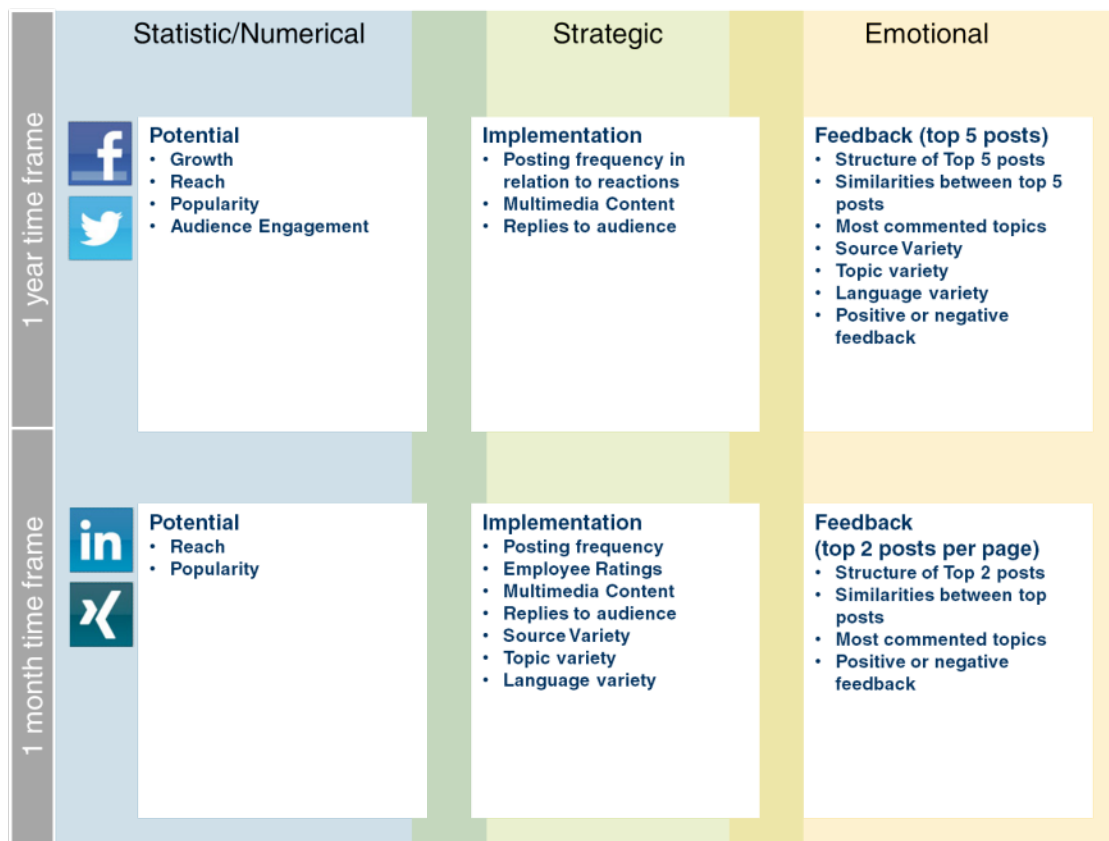 Statistic/Numerical
Strategic
Emotional
1 year time frame
f
Potential
• Growth
• Reach
• Popularity
• Audience Engagement
Implementation
• Posting frequency in
relation to reactions
• Multimedia Content
• Replies to audience
Feedback (top 5 posts)
• Structure of Top 5 posts
• Similarities between top 5
posts
• Most commented topics
• Source Variety
• Topic variety
• Language variety
• Positive or negative
feedback
1 month time frame
in
Potential
• Reach
• Popularity
Implementation
• Posting frequency
• Employee Ratings
• Multimedia Content
• Replies to audience
• Source Variety
• Topic variety
• Language variety
Feedback
(top 2 posts per page)
• Structure of Top 2 posts
• Similarities between top
posts
• Most commented topics
• Positive or negative
feedback